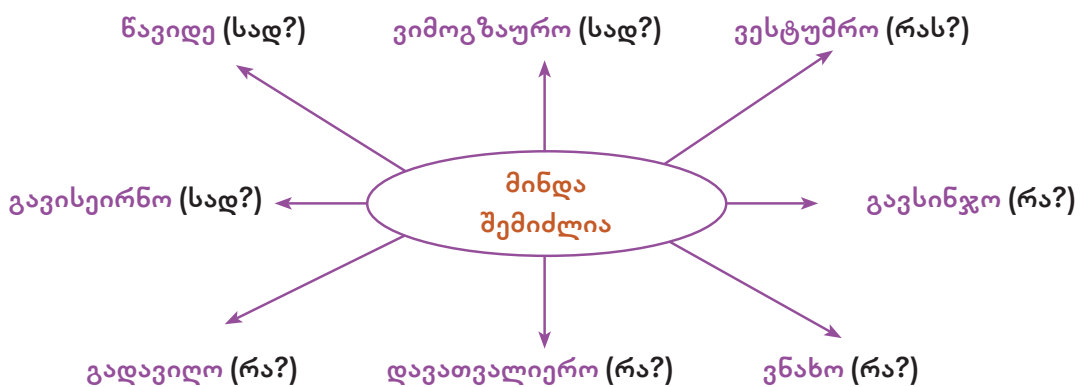 წავიდე (სად?)
ვიმოგზაურო (სად?)
ვესტუმრო (რას?)
მინდა
შემიძლია
გავისეირნო (სად?)
გავსინჯო (რა?)
გადავიღო (რა?)
დავათვალიერო (რა?)
ვნახო (რა?)